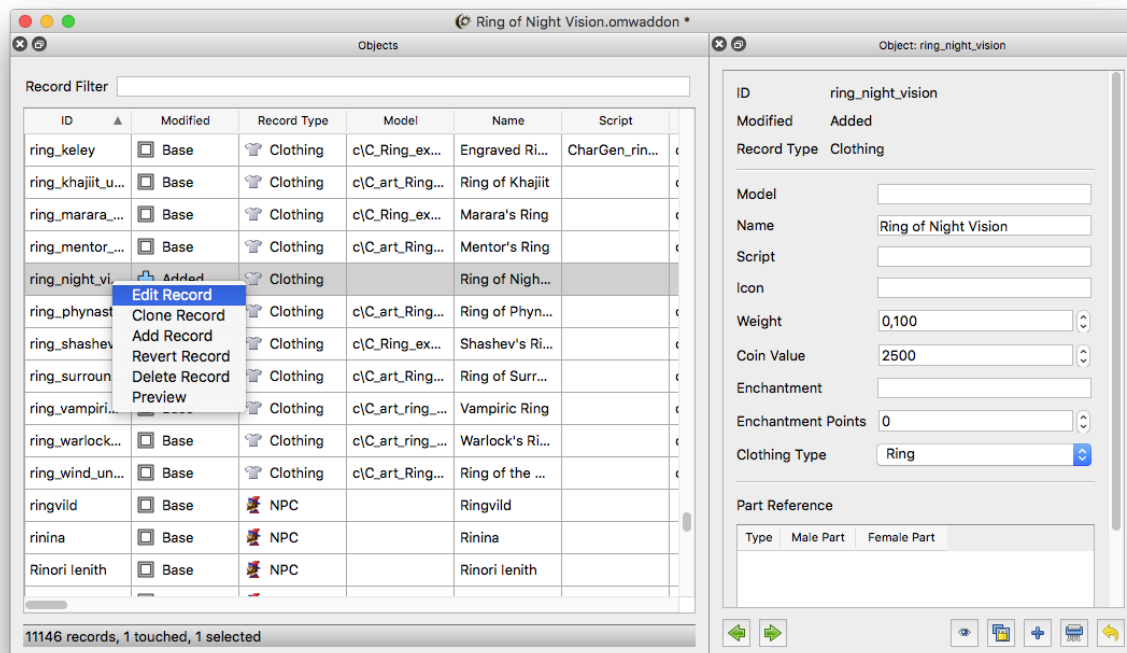 Ring of Night Vision.omwaddon *
Objects
Record Filter
ID Modified Record Type Model Name Script
ring_keley Base Clothing c\C_Ring_ex... Engraved Ri... CharGen_rin...
ring_khajiit_u... Base Clothing c\C_art_Ring... Ring of Khajiit
ring_marara_... Base Clothing c\C_Ring_ex... Marara's Ring
ring_mentor_... Base Clothing c\C_art_Ring... Mentor's Ring
ring_night_vi... Added Clothing Ring of Nigh...
ring_phynast Clothing c\C_art_Ring... Ring of Phyn...
ring_shashev Clothing c\C_Ring_ex... Shashev's Ri...
ring_surroun Clothing c\C_art_Ring... Ring of Surr...
ring_vampiri... Base Clothing c\C_art_ring_... Vampiric Ring
ring_warlock... Base Clothing c\C_art_ring_... Warlock's Ri...
ring_wind_un... Base Clothing c\C_art_Ring... Ring of the ...
ringvild Base NPC Ringvild
rinina Base NPC Rinina
Rinori Ienith Base NPC Rinori Ienith
Edit Record
Clone Record
Add Record
Revert Record
Delete Record
Preview
11146 records, 1 touched, 1 selected
Object: ring_night_vision
ID ring_night_vision
Modified Added
Record Type Clothing
Model
Name Ring of Night Vision
Script
Icon
Weight 0,100
Coin Value 2500
Enchantment
Enchantment Points 0
Clothing Type Ring
Part Reference
Type Male Part Female Part